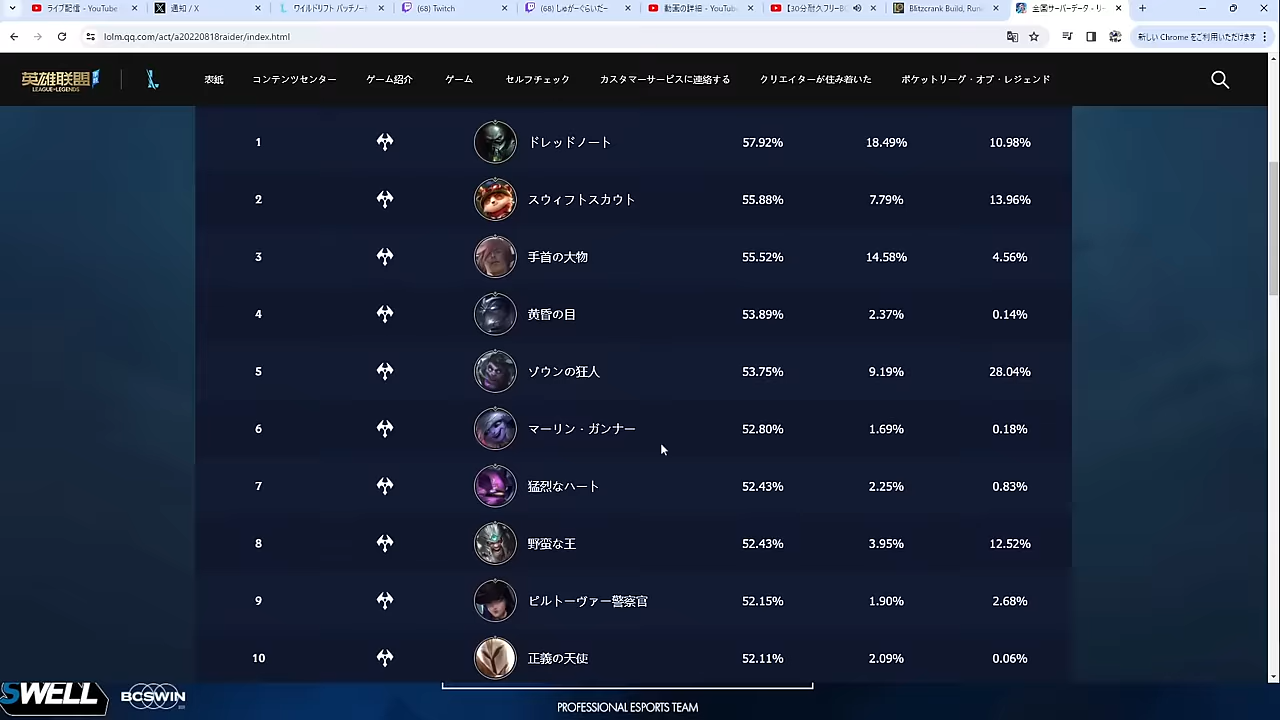 ライブ配信 - YouTube
通知 / X
ワイルドリフト パッチノート
(68) Twitch
(68) しゅがーぐらいだー
動画の詳細 - YouTube
【30分耐久フリーB
Blitzcrank Build, Rune
全国サーバーデータ - リー
lolm.qq.com/act/a20220818raider/index.html
新しい Chrome をご利用いただけます
英雄联盟
LEAGUE OF LEGENDS
表紙
コンテンツセンター
ゲーム紹介
ゲーム
セルフチェック
カスタマーサービスに連絡する
クリエイターが住み着いた
ポケットリーグ・オブ・レジェンド
1 ドレッドノート 57.92% 18.49% 10.98%
2 スウィフトスカウト 55.88% 7.79% 13.96%
3 手首の大物 55.52% 14.58% 4.56%
4 黄昏の目 53.89% 2.37% 0.14%
5 ゾウンの狂人 53.75% 9.19% 28.04%
6 マーリン・ガンナー 52.80% 1.69% 0.18%
7 猛烈なハート 52.43% 2.25% 0.83%
8 野蛮な王 52.43% 3.95% 12.52%
9 ピルトーヴァー警察官 52.15% 1.90% 2.68%
10 正義の天使 52.11% 2.09% 0.06%
SWELL
BCSWIN
PROFESSIONAL ESPORTS TEAM